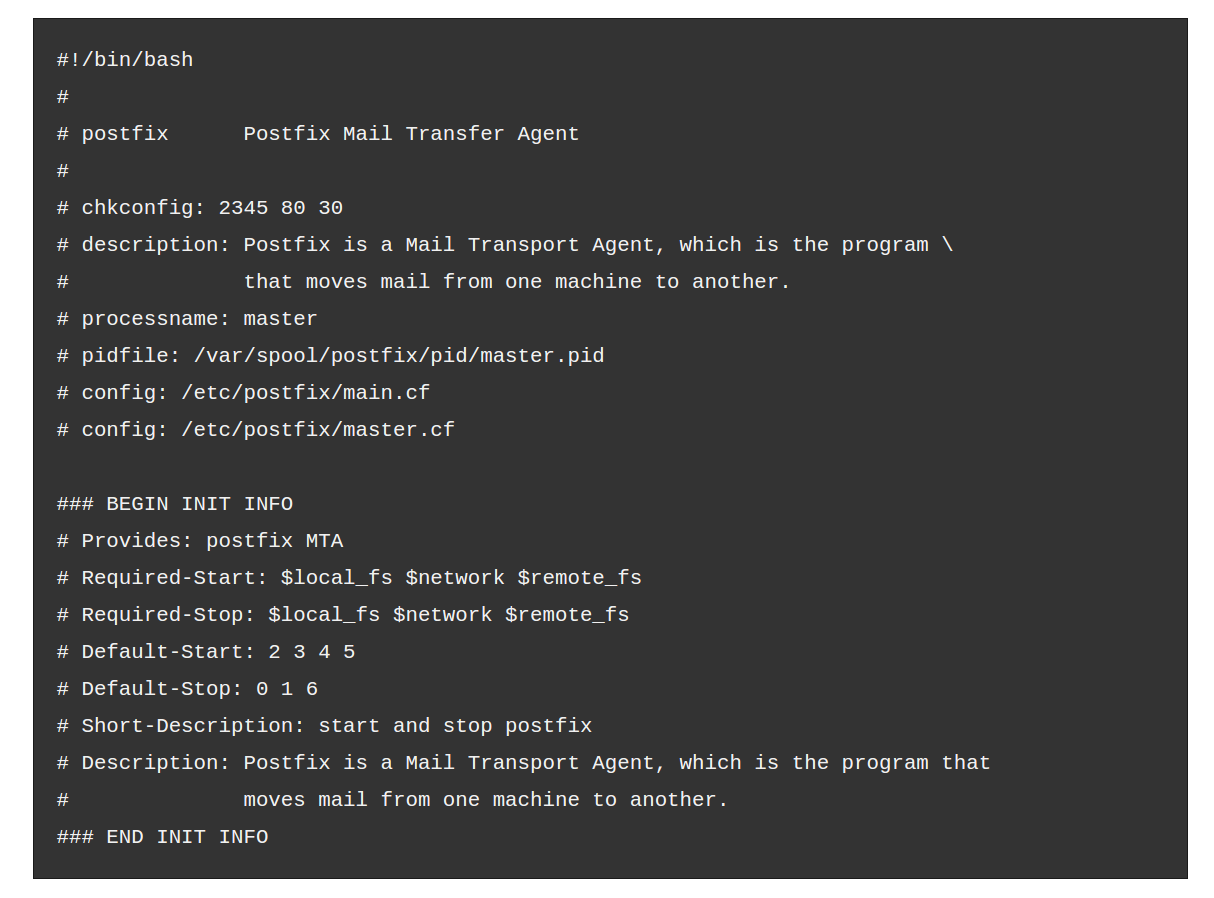 #!/bin/bash
#
# postfix      Postfix Mail Transfer Agent
#
# chkconfig: 2345 80 30
# description: Postfix is a Mail Transport Agent, which is the program \
#              that moves mail from one machine to another.
# processname: master
# pidfile: /var/spool/postfix/pid/master.pid
# config: /etc/postfix/main.cf
# config: /etc/postfix/master.cf

### BEGIN INIT INFO
# Provides: postfix MTA
# Required-Start: $local_fs $network $remote_fs
# Required-Stop: $local_fs $network $remote_fs
# Default-Start: 2 3 4 5
# Default-Stop: 0 1 6
# Short-Description: start and stop postfix
# Description: Postfix is a Mail Transport Agent, which is the program that
#              moves mail from one machine to another.
### END INIT INFO